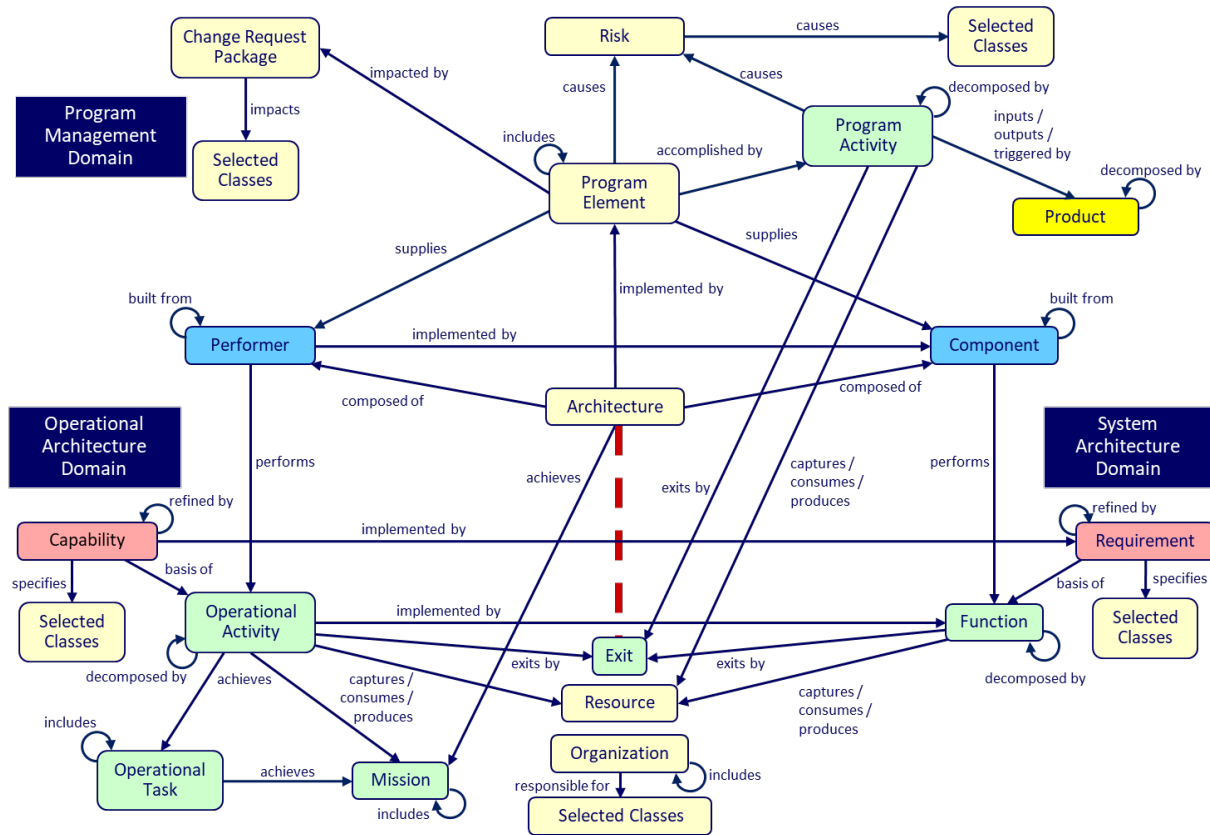 Change Request
Package
Risk
causes
Selected
Classes
impacted by
causes
decomposed by
impacts
causes
Program
Management
Domain
includes
accomplished by
Program
Activity
inputs /
outputs /
triggered by
Selected
Classes
Program
Element
decomposed by
Product
supplies
supplies
built from
implemented by
built from
Performer
implemented by
Component
composed of
Architecture
composed of
Operational
Architecture
Domain
System
Architecture
Domain
performs
achieves
exits by
captures /
consumes /
produces
performs
refined by
refined by
Capability
implemented by
Requirement
specifies
basis of
basis of
specifies
Selected
Classes
Operational
Activity
implemented by
Function
Selected
Classes
decomposed by
exits by
Exit
exits by
decomposed by
achieves
captures /
consumes /
produces
Resource
captures /
consumes /
produces
includes
Operational
Task
achieves
Mission
includes
Organization
includes
responsible for
Selected Classes